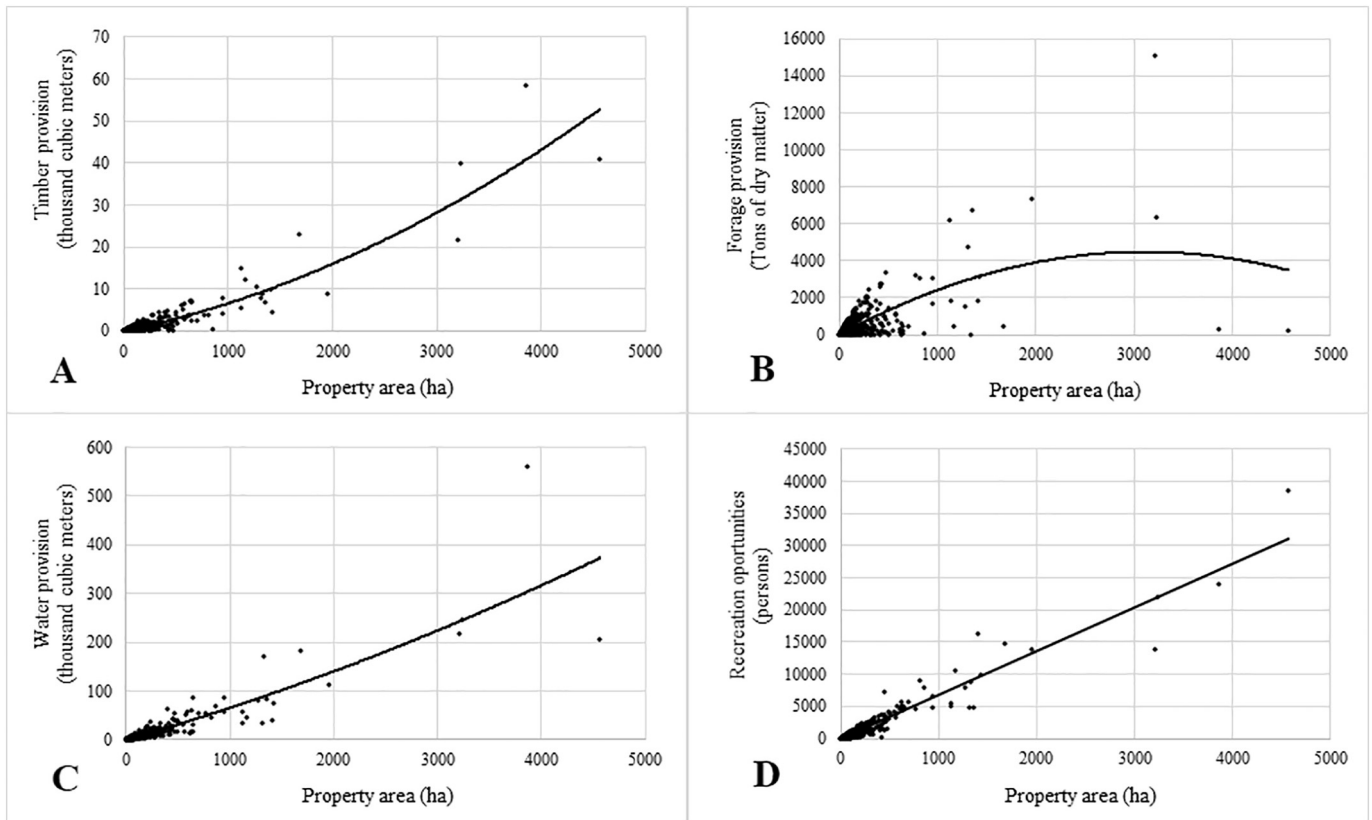 Timber provision
(thousand cubic meters)
70
60
50
40
30
20
10
0
0 1000 2000 3000 4000 5000
A
Property area (ha)
Forage provision
(Tons of dry matter)
16000
14000
12000
10000
8000
6000
4000
2000
0
0 1000 2000 3000 4000 5000
B
Property area (ha)
Water provision
(thousand cubic meters)
600
500
400
300
200
100
0
0 1000 2000 3000 4000 5000
C
Property area (ha)
Recreation oportunities
(persons)
45000
40000
35000
30000
25000
20000
15000
10000
5000
0
0 1000 2000 3000 4000 5000
D
Property area (ha)